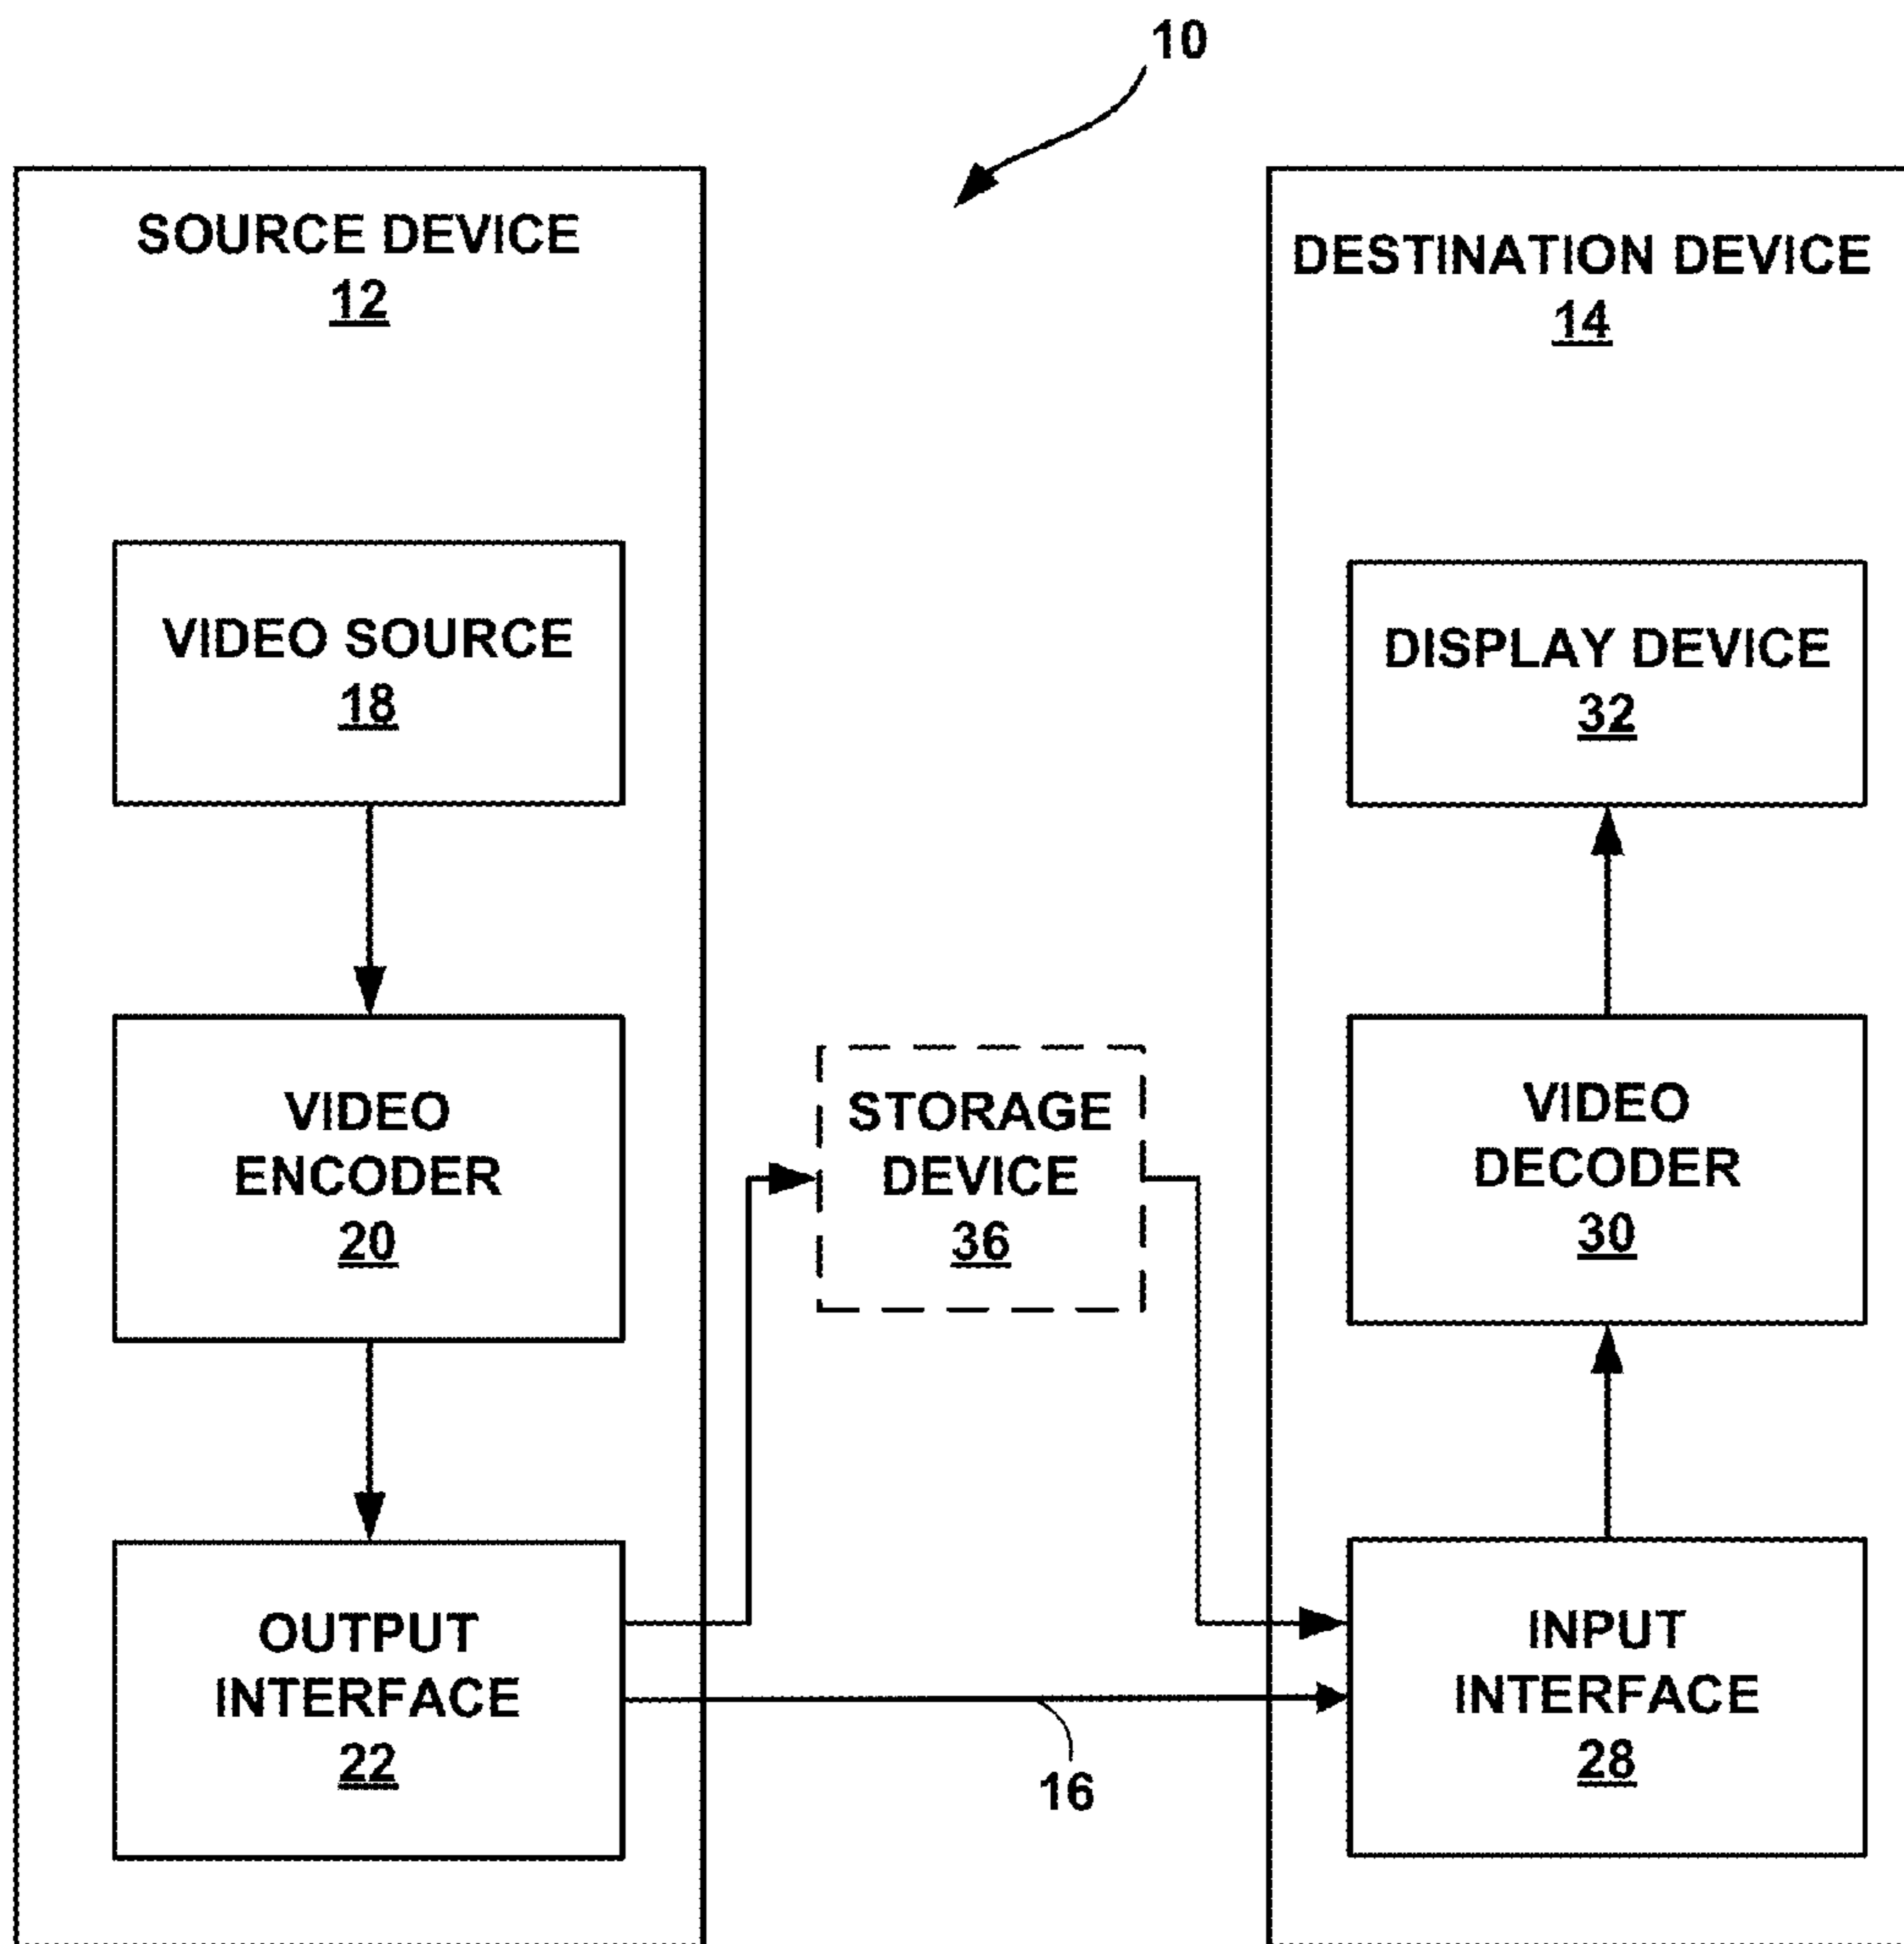 10
SOURCE DEVICE
12
VIDEO SOURCE
18
VIDEO
ENCODER
20
OUTPUT
INTERFACE
22
STORAGE
DEVICE
36
16
DESTINATION DEVICE
14
DISPLAY DEVICE
32
VIDEO
DECODER
30
INPUT
INTERFACE
28